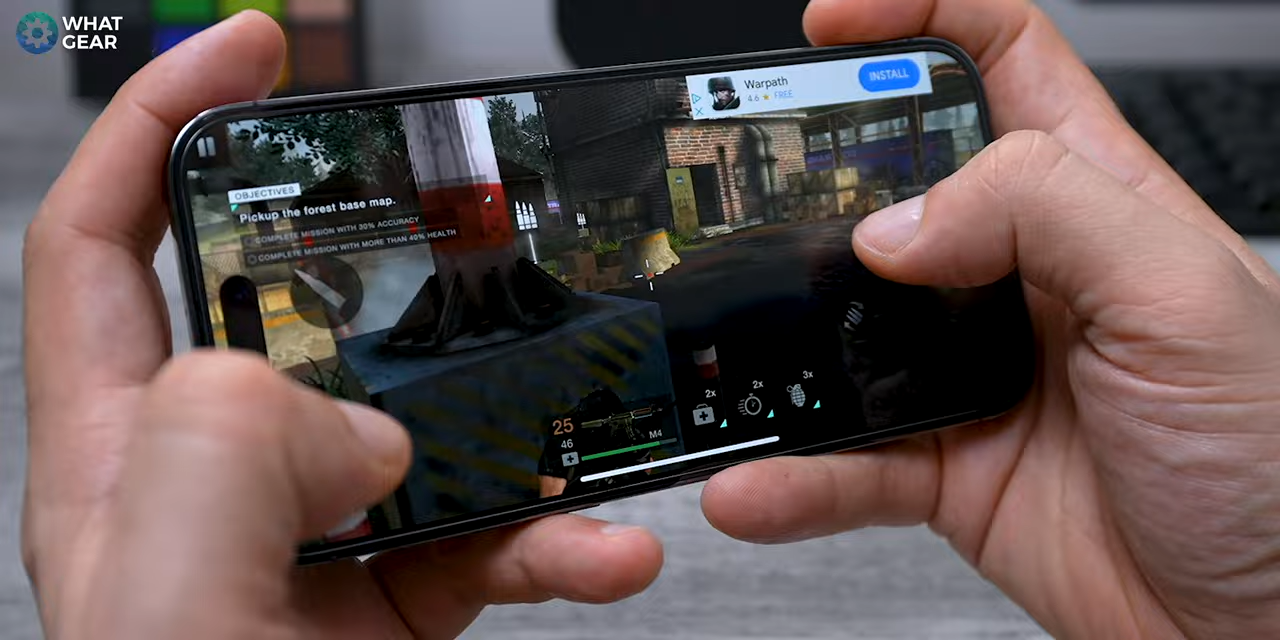 WHAT
GEAR
Warpath
4.6 ★ FREE
INSTALL
OBJECTIVES
Pickup the forest base map.
COMPLETE MISSION WITH 30% ACCURACY
COMPLETE MISSION WITH MORE THAN 40% HEALTH
25
46
M4
2x
2x
3x